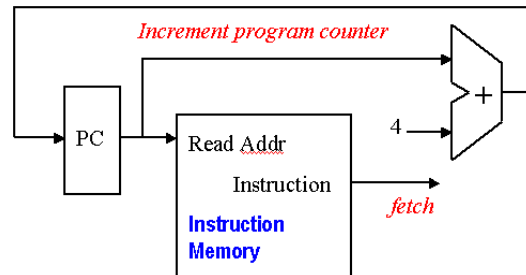 Increment program counter
PC
Read Addr
Instruction
Instruction
Memory
4
+
fetch